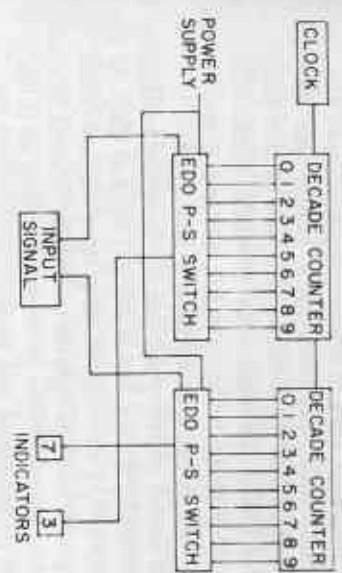 CLOCK
DECADE COUNTER
0 1 2 3 4 5 6 7 8 9
DECADE COUNTER
0 1 2 3 4 5 6 7 8 9
POWER
SUPPLY
EDO P-S SWITCH
EDO P-S SWITCH
INPUT
SIGNAL
7
3
INDICATORS